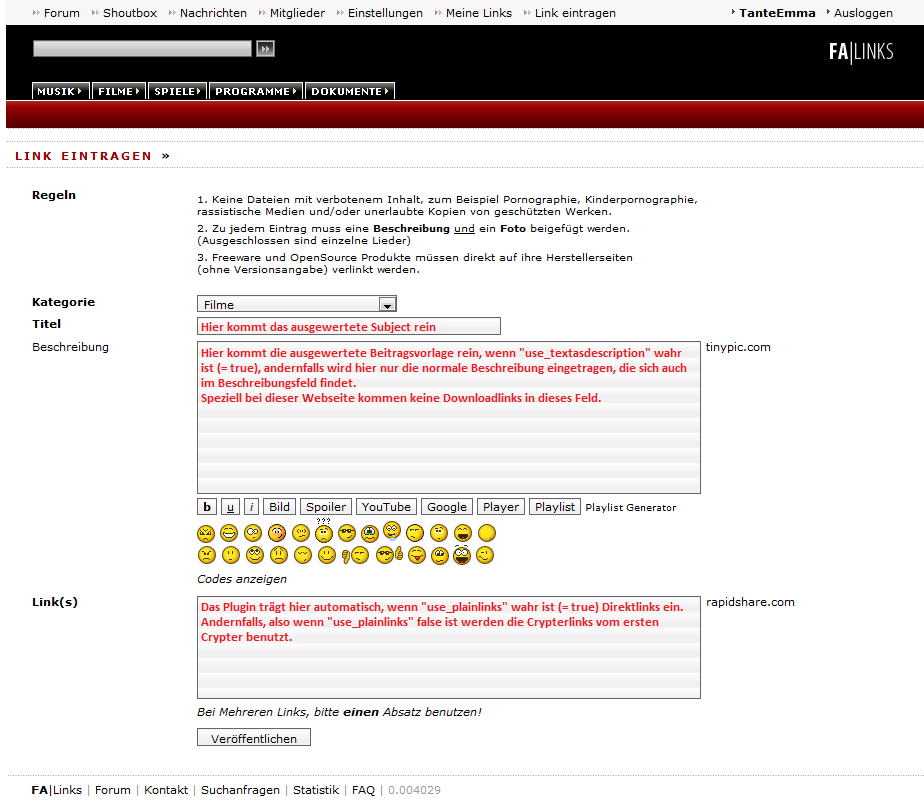 Forum Shoutbox Nachrichten Mitglieder Einstellungen Meine Links Link eintragen TanteEmma Ausloggen
FA|LINKS
MUSIK FILME SPIELE PROGRAMME DOKUMENTE
LINK EINTRAGEN »
Regeln
1. Keine Dateien mit verbotenem Inhalt, zum Beispiel Pornographie, Kinderpornographie,
rassistische Medien und/oder unerlaubte Kopien von geschützten Werken.
2. Zu jedem Eintrag muss eine Beschreibung und ein Foto beigefügt werden.
(Ausgeschlossen sind einzelne Lieder)
3. Freeware und OpenSource Produkte müssen direkt auf ihre Herstellerseiten
(ohne Versionsangabe) verlinkt werden.
Kategorie Filme
Titel Hier kommt das ausgewertete Subject rein
Beschreibung
Hier kommt die ausgewertete Beitragsvorlage rein, wenn "use_textasdescription" wahr
ist (= true), andernfalls wird hier nur die normale Beschreibung eingetragen, die sich auch
im Beschreibungsfeld findet.
Speziell bei dieser Webseite kommen keine Downloadlinks in dieses Feld.
tinypic.com
b u i Bild Spoiler YouTube Google Player Playlist Playlist Generator
???
Codes anzeigen
Link(s)
Das Plugin trägt hier automatisch, wenn "use_plainlinks" wahr ist (= true) Direktlinks ein.
Andernfalls, also wenn "use_plainlinks" false ist werden die Crypterlinks vom ersten
Crypter benutzt.
rapidshare.com
Bei Mehreren Links, bitte einen Absatz benutzen!
Veröffentlichen
FA|Links | Forum | Kontakt | Suchanfragen | Statistik | FAQ | 0.004029